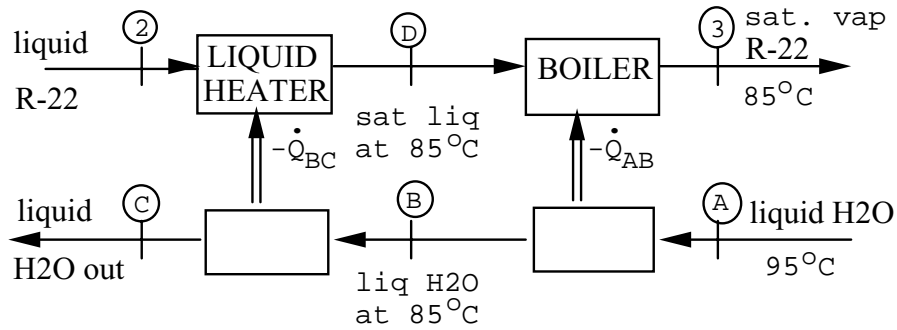 liquid
R-22
2
LIQUID
HEATER
D
sat liq
at 85°C
BOILER
3
sat. vap
R-22
85°C
-Q̇BC
-Q̇AB
liquid
H2O out
C
B
liq H2O
at 85°C
A
liquid H2O
95°C